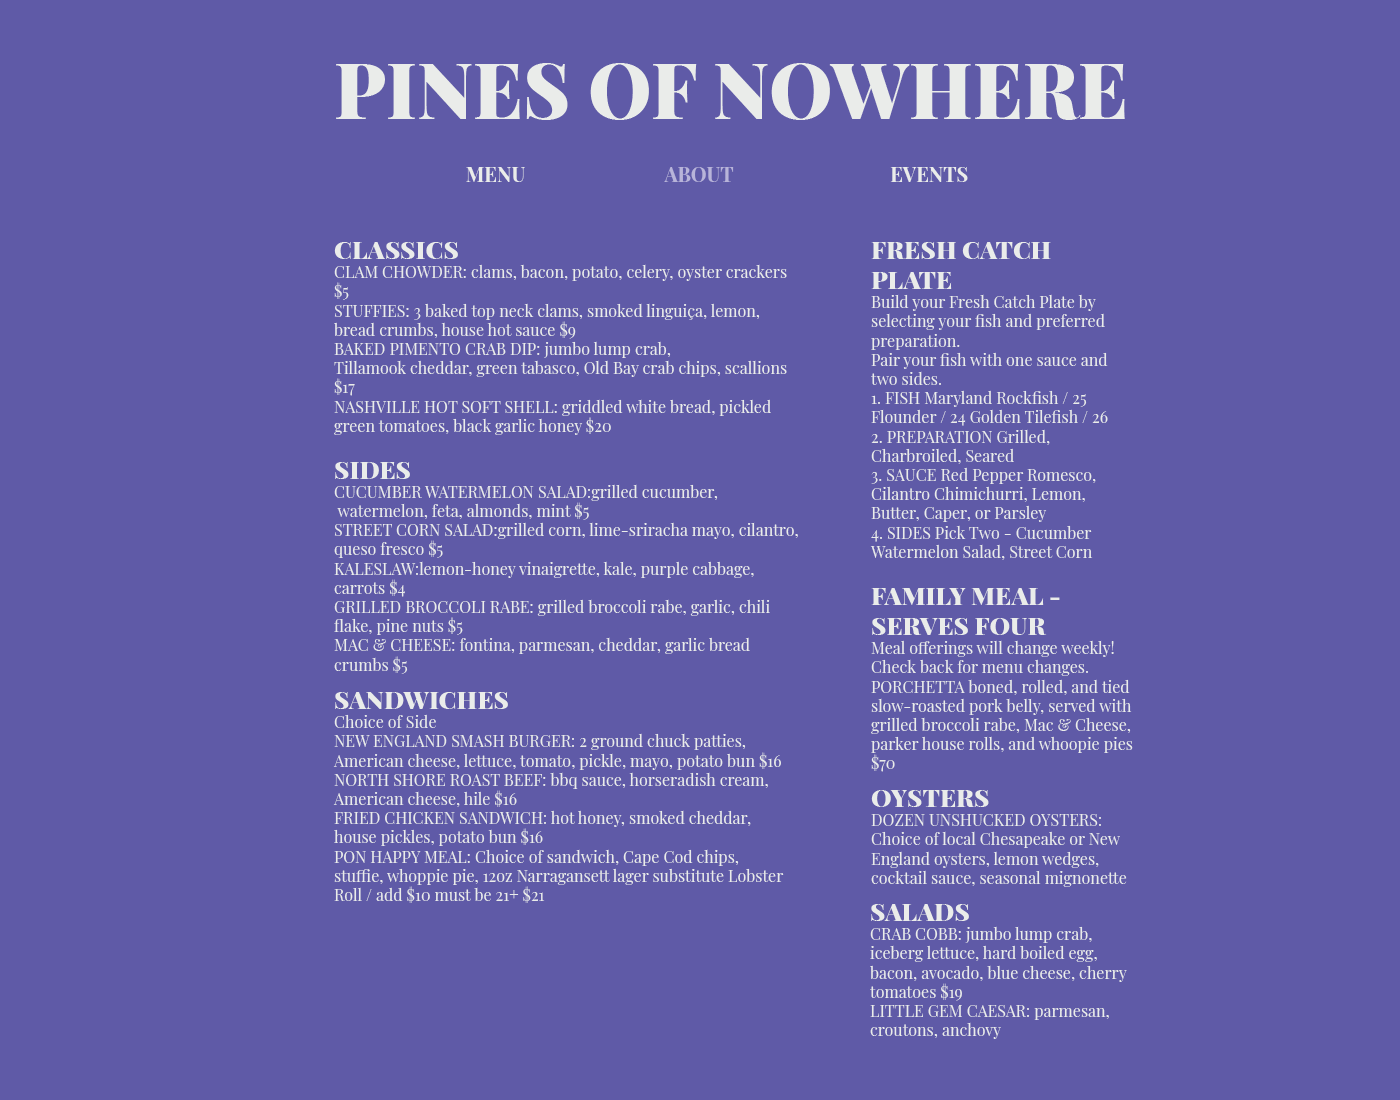 PINES OF NOWHERE
MENU
ABOUT
EVENTS
CLASSICS
CLAM CHOWDER: clams, bacon, potato, celery, oyster crackers
$5
STUFFIES: 3 baked top neck clams, smoked linguiça, lemon,
bread crumbs, house hot sauce $9
BAKED PIMENTO CRAB DIP: jumbo lump crab,
Tillamook cheddar, green tabasco, Old Bay crab chips, scallions
$17
NASHVILLE HOT SOFT SHELL: griddled white bread, pickled
green tomatoes, black garlic honey $20
SIDES
CUCUMBER WATERMELON SALAD:grilled cucumber,
watermelon, feta, almonds, mint $5
STREET CORN SALAD:grilled corn, lime-sriracha mayo, cilantro,
queso fresco $5
KALESLAW:lemon-honey vinaigrette, kale, purple cabbage,
carrots $4
GRILLED BROCCOLI RABE: grilled broccoli rabe, garlic, chili
flake, pine nuts $5
MAC & CHEESE: fontina, parmesan, cheddar, garlic bread
crumbs $5
SANDWICHES
Choice of Side
NEW ENGLAND SMASH BURGER: 2 ground chuck patties,
American cheese, lettuce, tomato, pickle, mayo, potato bun $16
NORTH SHORE ROAST BEEF: bbq sauce, horseradish cream,
American cheese, hile $16
FRIED CHICKEN SANDWICH: hot honey, smoked cheddar,
house pickles, potato bun $16
PON HAPPY MEAL: Choice of sandwich, Cape Cod chips,
stuffie, whoppie pie, 12oz Narragansett lager substitute Lobster
Roll / add $10 must be 21+ $21
FRESH CATCH
PLATE
Build your Fresh Catch Plate by
selecting your fish and preferred
preparation.
Pair your fish with one sauce and
two sides.
1. FISH Maryland Rockfish / 25
Flounder / 24 Golden Tilefish / 26
2. PREPARATION Grilled,
Charbroiled, Seared
3. SAUCE Red Pepper Romesco,
Cilantro Chimichurri, Lemon,
Butter, Caper, or Parsley
4. SIDES Pick Two - Cucumber
Watermelon Salad, Street Corn
FAMILY MEAL -
SERVES FOUR
Meal offerings will change weekly!
Check back for menu changes.
PORCHETTA boned, rolled, and tied
slow-roasted pork belly, served with
grilled broccoli rabe, Mac & Cheese,
parker house rolls, and whoopie pies
$70
OYSTERS
DOZEN UNSHUCKED OYSTERS:
Choice of local Chesapeake or New
England oysters, lemon wedges,
cocktail sauce, seasonal mignonette
SALADS
CRAB COBB: jumbo lump crab,
iceberg lettuce, hard boiled egg,
bacon, avocado, blue cheese, cherry
tomatoes $19
LITTLE GEM CAESAR: parmesan,
croutons, anchovy